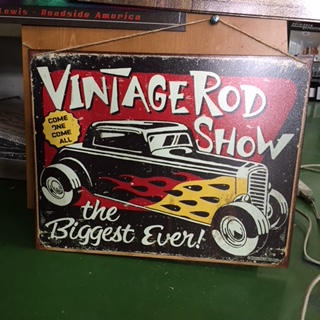 Lewis - Roadside America
VINTAGE ROD
SHOW
COME
ONE
COME
ALL
the
Biggest Ever!